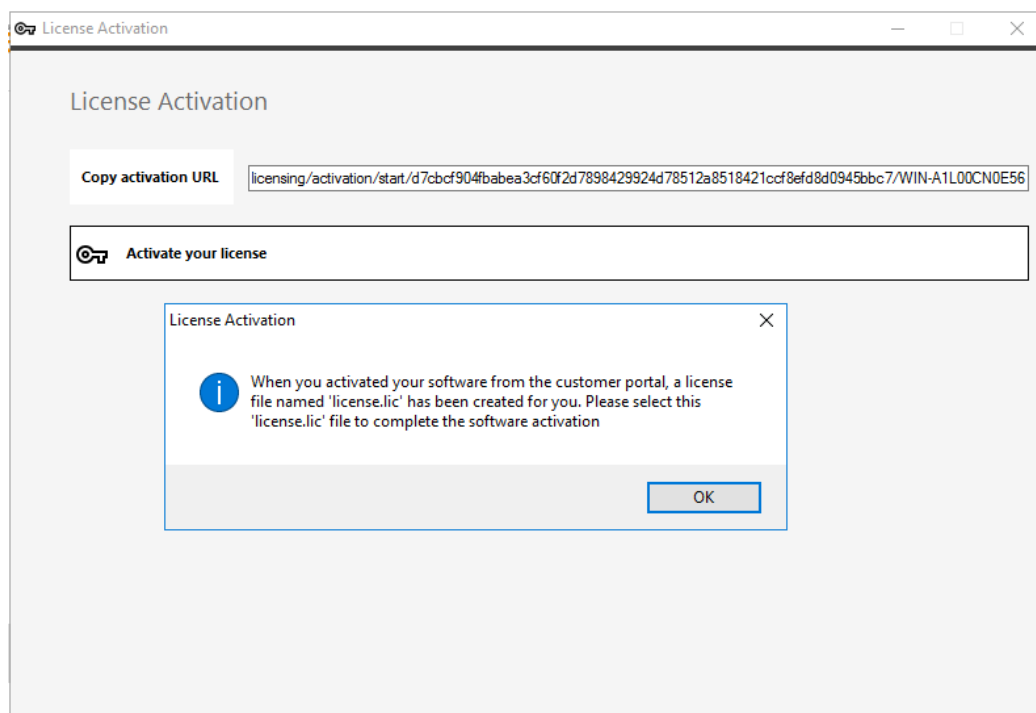 License Activation
License Activation
Copy activation URL
licensing/activation/start/d7cbcf904fbabea3cf60f2d7898429924d78512a8518421ccf8efd8d0945bbc7/WIN-A1L00CN0E56
Activate your license
License Activation
When you activated your software from the customer portal, a license
file named 'license.lic' has been created for you. Please select this
'license.lic' file to complete the software activation
OK